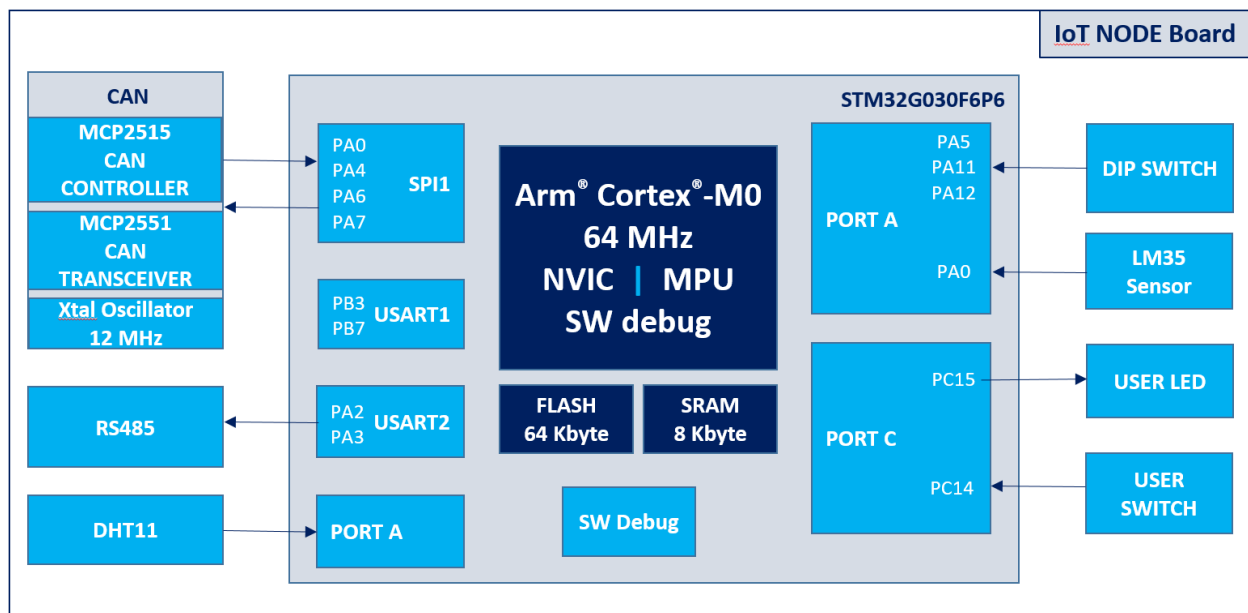 IoT NODE Board
CAN
MCP2515
CAN
CONTROLLER
MCP2551
CAN
TRANSCEIVER
Xtal Oscillator
12 MHz
RS485
DHT11
STM32G030F6P6
PA0
PA4
PA6
PA7
SPI1
PB3
PB7
USART1
PA2
PA3
USART2
PORT A
Arm® Cortex®-M0
64 MHz
NVIC | MPU
SW debug
FLASH
64 Kbyte
SRAM
8 Kbyte
SW Debug
PA5
PA11
PA12
PORT A
PA0
PC15
PORT C
PC14
DIP SWITCH
LM35
Sensor
USER LED
USER
SWITCH